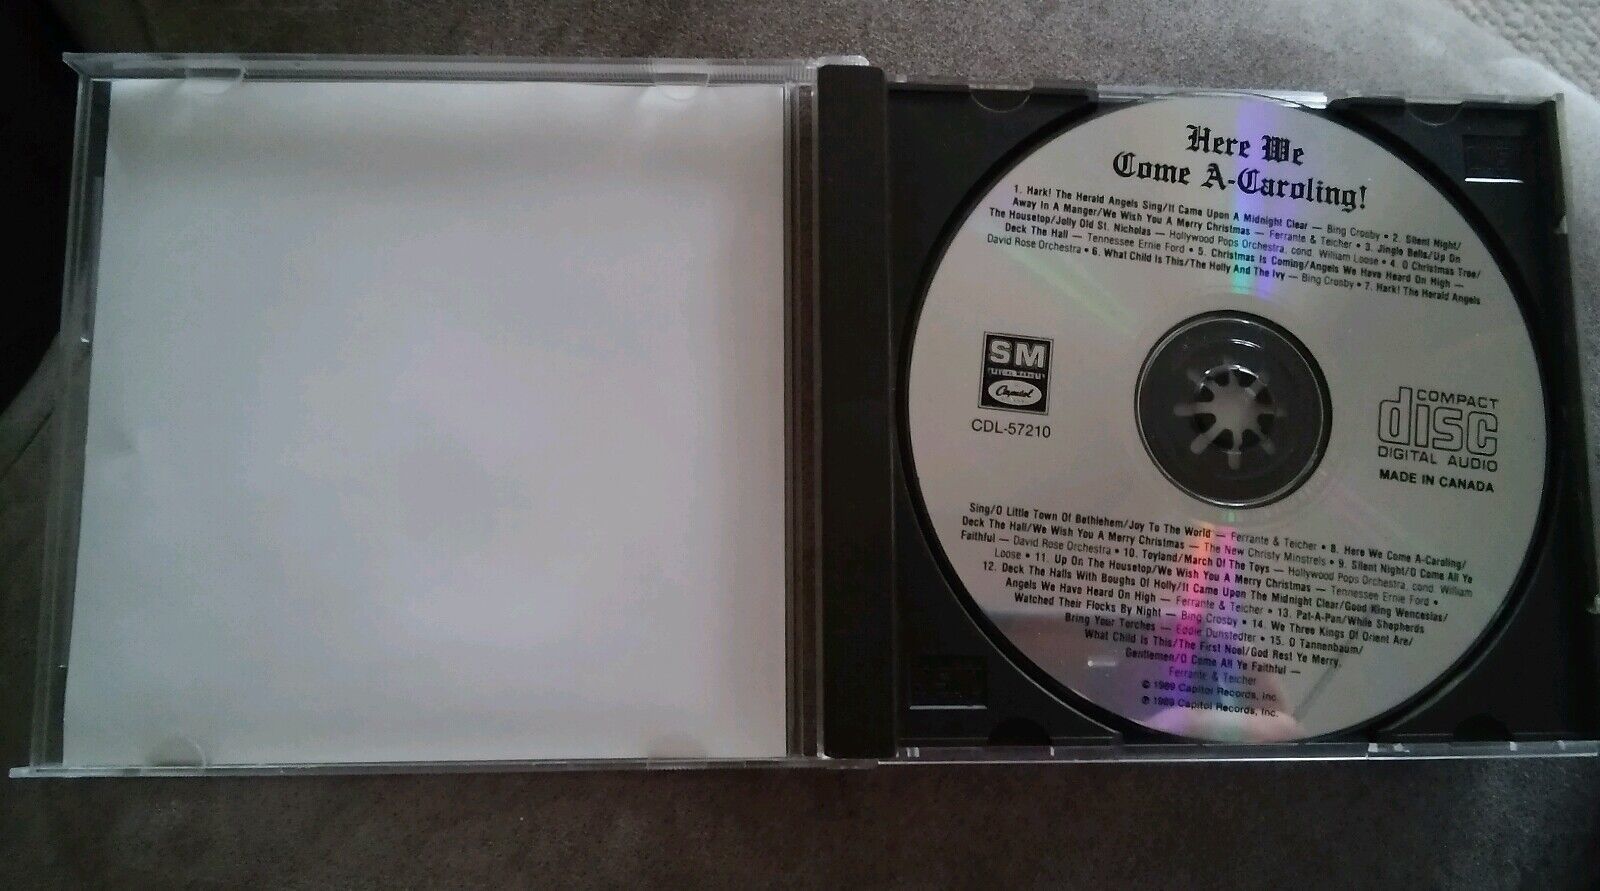 Here We
Come A-Caroling!
1. Hark! The Herald Angels Sing/It Came Upon A Midnight Clear — Bing Crosby • 2. Silent Night/
Away In A Manger/We Wish You A Merry Christmas — Ferrante & Teicher • 3. Jingle Bells/Up On
The Housetop/Jolly Old St. Nicholas — Hollywood Pops Orchestra, cond. William Loose • 4. O Christmas Tree/
Deck The Hall — Tennessee Ernie Ford • 5. Christmas Is Coming/Angels We Have Heard On High —
David Rose Orchestra • 6. What Child Is This/The Holly And The Ivy — Bing Crosby • 7. Hark! The Herald Angels
SM
SPECIAL MARKETS
Capitol
CDL-57210
COMPACT
disc
DIGITAL AUDIO
MADE IN CANADA
Sing/O Little Town Of Bethlehem/Joy To The World — Ferrante & Teicher • 8. Here We Come A-Caroling/
Deck The Hall/We Wish You A Merry Christmas — The New Christy Minstrels • 9. Silent Night/O Come All Ye
Faithful — David Rose Orchestra • 10. Toyland/March Of The Toys — Hollywood Pops Orchestra, cond. William
Loose • 11. Up On The Housetop/We Wish You A Merry Christmas — Tennessee Ernie Ford •
12. Deck The Halls With Boughs Of Holly/It Came Upon The Midnight Clear/Good King Wenceslas/
Angels We Have Heard On High — Ferrante & Teicher • 13. Pat-A-Pan/While Shepherds
Watched Their Flocks By Night — Bing Crosby • 14. We Three Kings Of Orient Are/
Bring Your Torches — Eddie Dunstedter • 15. O Tannenbaum/
What Child Is This/The First Noel/God Rest Ye Merry,
Gentlemen/O Come All Ye Faithful —
Ferrante & Teicher
© 1989 Capitol Records, Inc.
℗ 1989 Capitol Records, Inc.